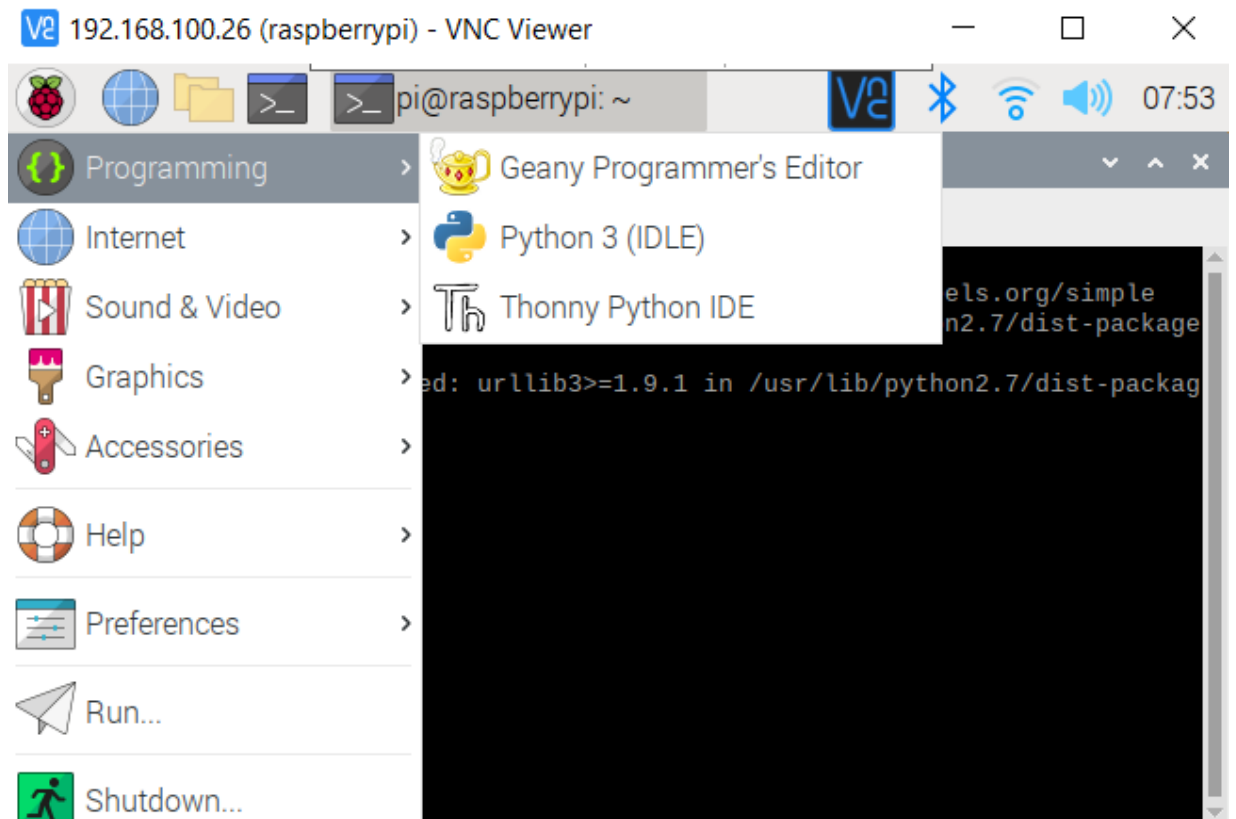 192.168.100.26 (raspberrypi) - VNC Viewer
pi@raspberrypi: ~
07:53
Programming
Internet
Sound & Video
Graphics
Accessories
Help
Preferences
Run...
Shutdown...
Geany Programmer's Editor
Python 3 (IDLE)
Thonny Python IDE
els.org/simple
n2.7/dist-package
ed: urllib3>=1.9.1 in /usr/lib/python2.7/dist-packag